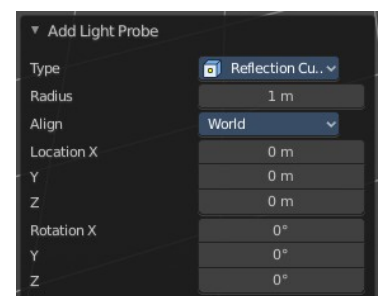 Add Light Probe
Type Reflection Cu..
Radius 1 m
Align World
Location X 0 m
Y 0 m
Z 0 m
Rotation X 0°
Y 0°
Z 0°